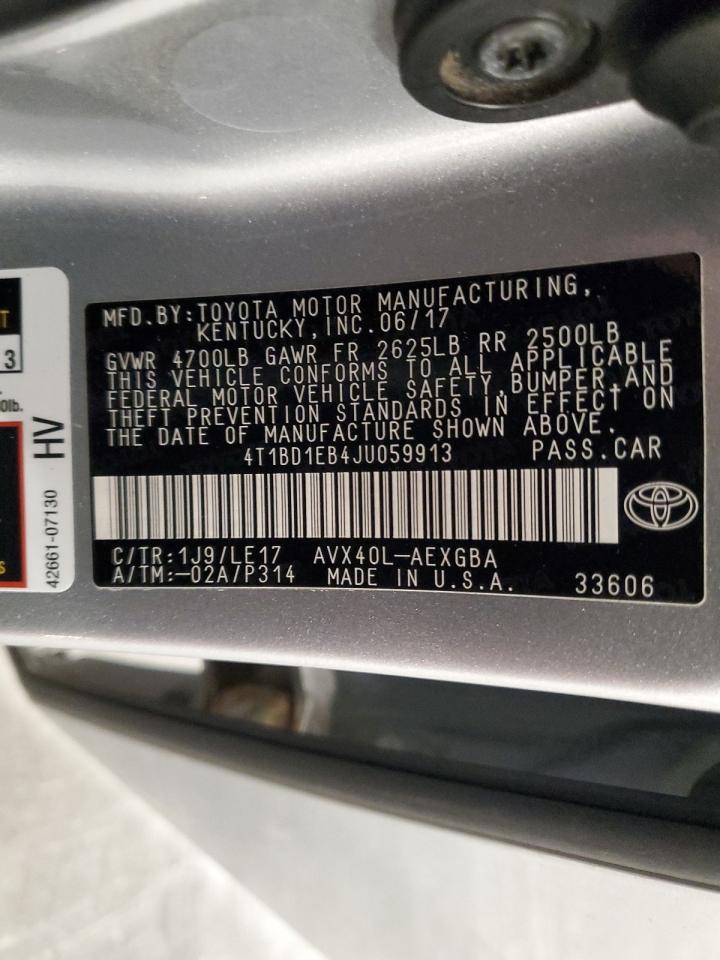 MFD.BY:TOYOTA MOTOR MANUFACTURING,
KENTUCKY,INC.06/17
GVWR 4700LB GAWR FR 2625LB RR 2500LB
THIS VEHICLE CONFORMS TO ALL APPLICABLE
FEDERAL MOTOR VEHICLE SAFETY,BUMPER,AND
THEFT PREVENTION STANDARDS IN EFFECT ON
THE DATE OF MANUFACTURE SHOWN ABOVE.
4T1BD1EB4JU059913 PASS.CAR
C/TR:1J9/LE17 AVX40L-AEXGBA
A/TM:-02A/P314 MADE IN U.S.A. 33606
3
0lb.
HV
42661-07130